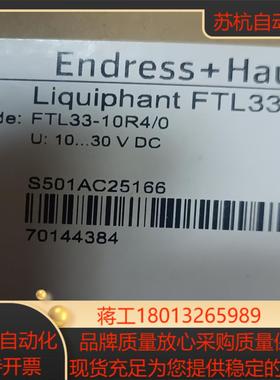 苏杭自动
Endress+Hau
Liquiphant FTL33
de: FTL33-10R4/0
U: 10...30 V DC
S501AC25166
70144384
蒋工18013265989
自动化
品牌质量放心采购质量保
开票
现货充足为您提供稳定的